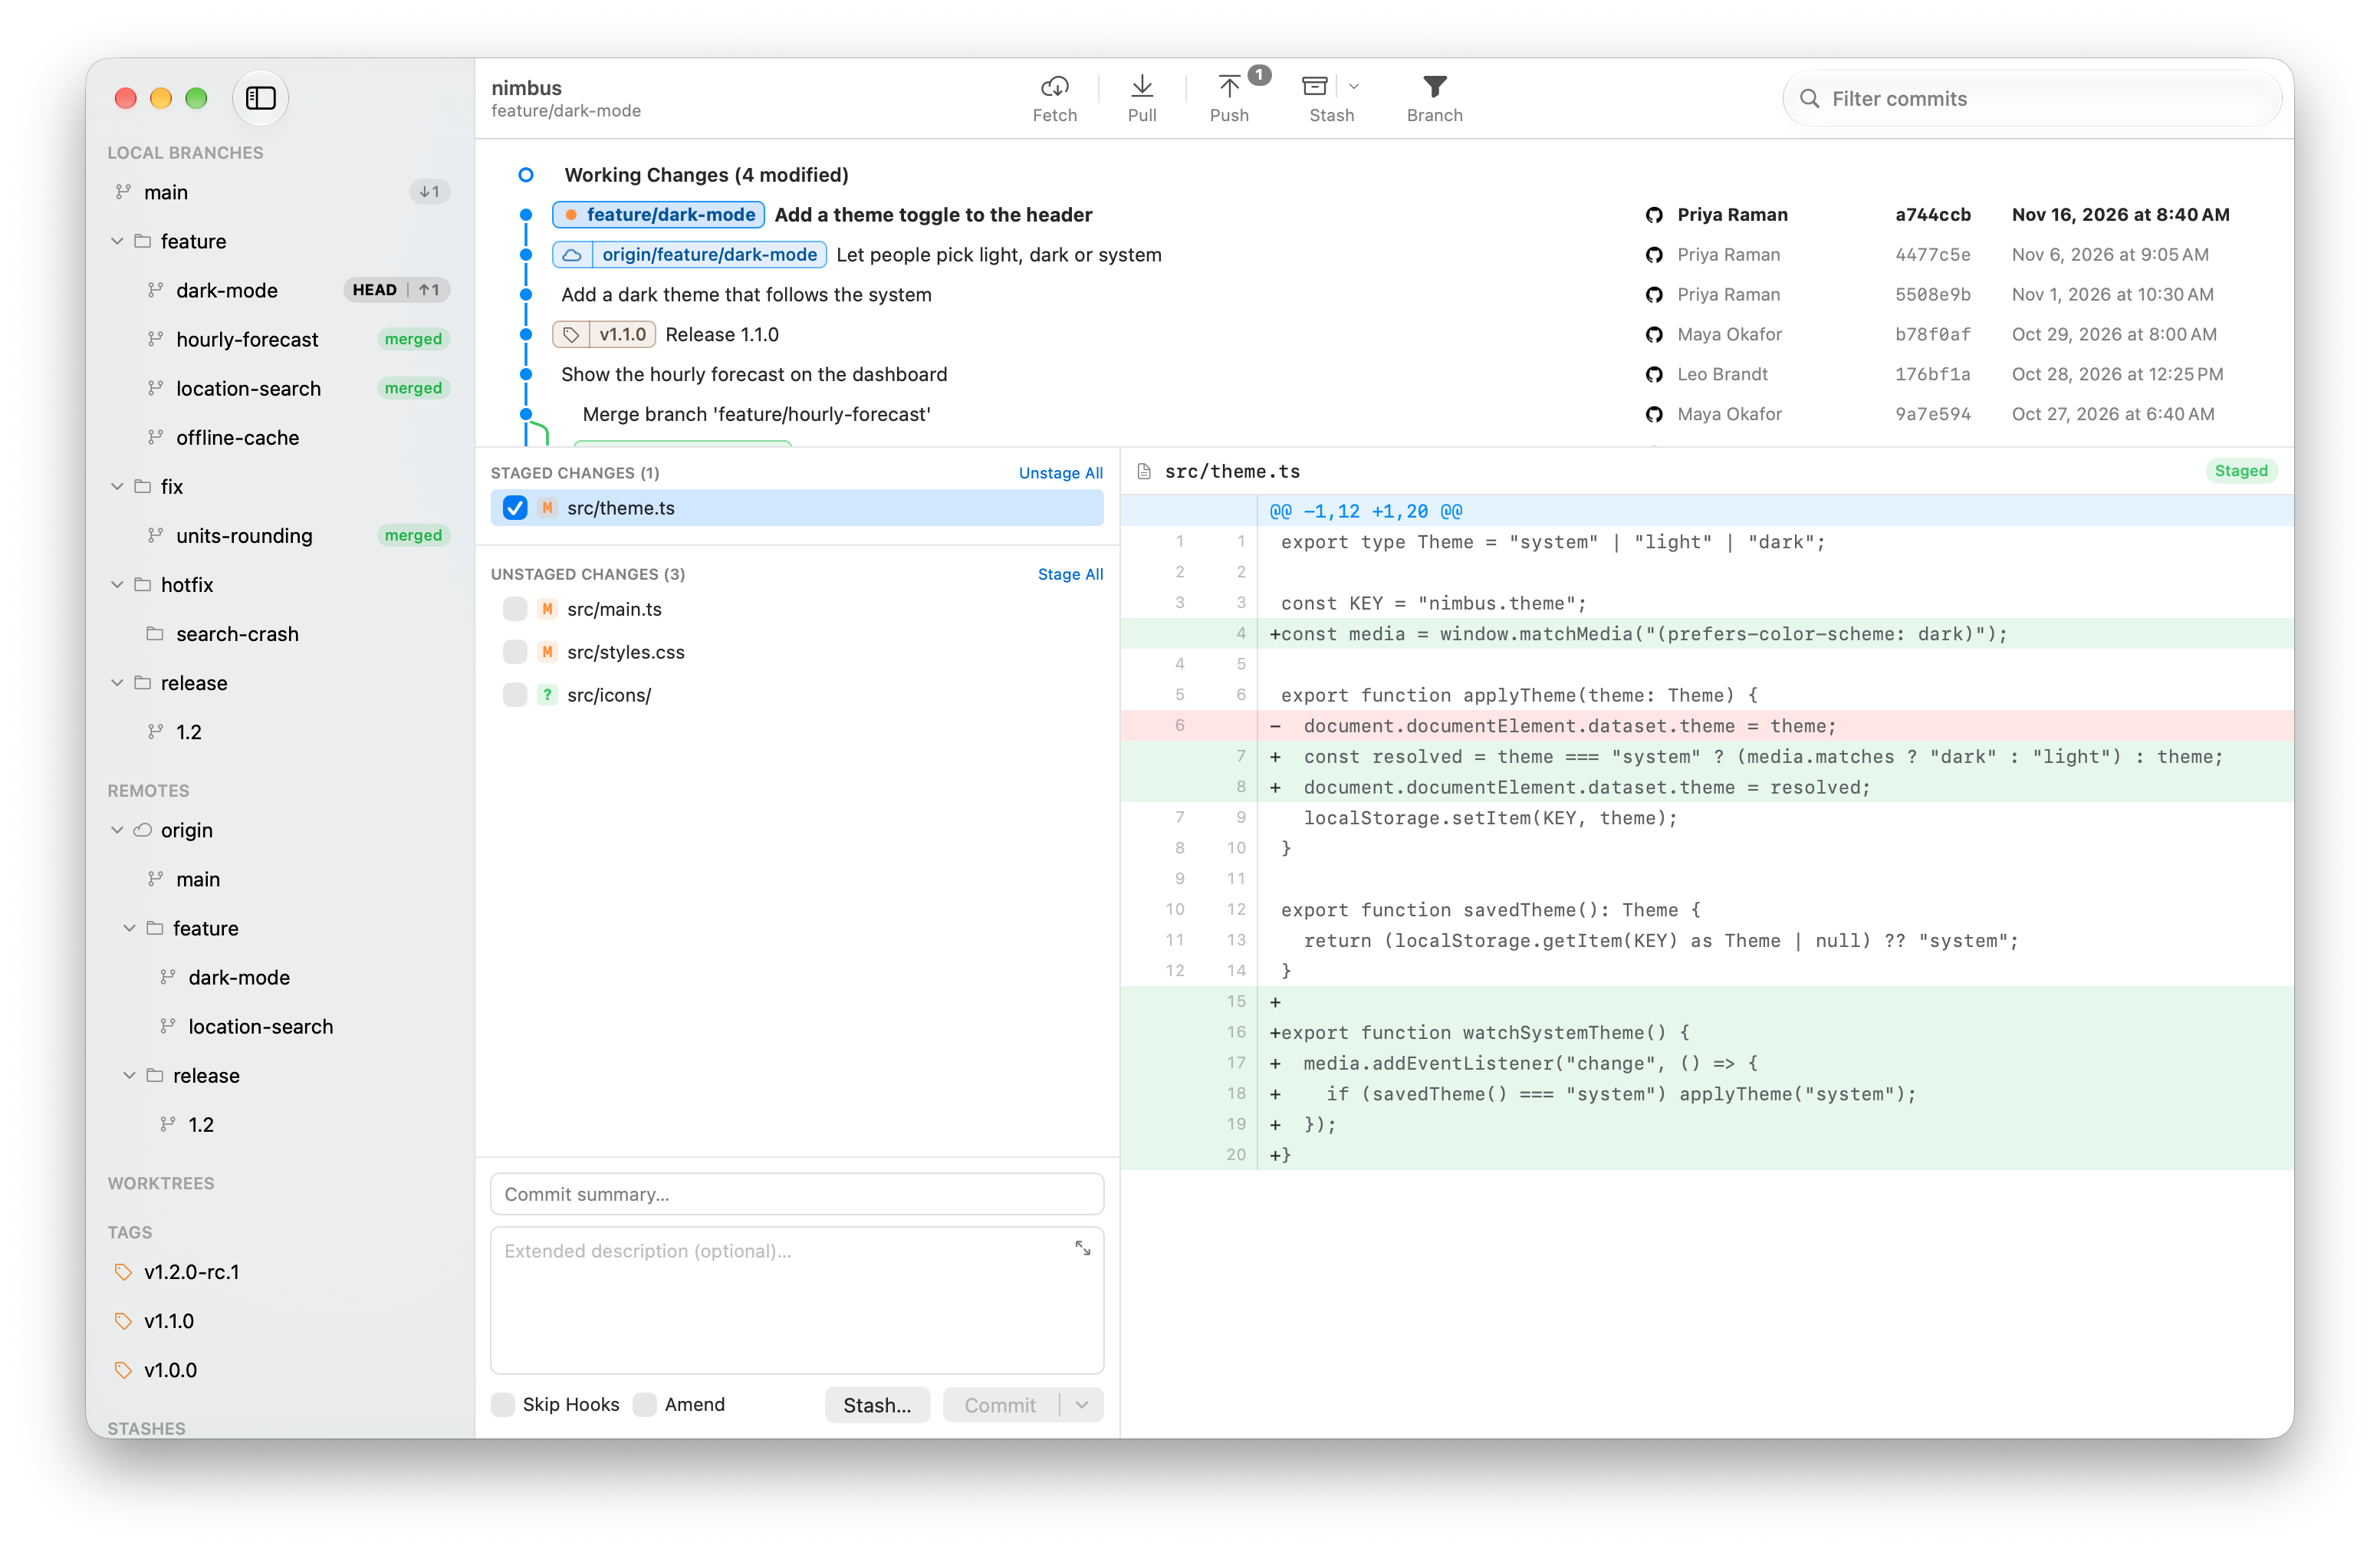 LOCAL BRANCHES
main ↓1
feature
dark-mode HEAD ↑1
hourly-forecast merged
location-search merged
offline-cache
fix
units-rounding merged
hotfix
search-crash
release
1.2
REMOTES
origin
main
feature
dark-mode
location-search
release
1.2
WORKTREES
TAGS
v1.2.0-rc.1
v1.1.0
v1.0.0
STASHES
nimbus
feature/dark-mode
Fetch
Pull
Push 1
Stash
Branch
Filter commits
Working Changes (4 modified)
feature/dark-mode Add a theme toggle to the header Priya Raman a744ccb Nov 16, 2026 at 8:40 AM
origin/feature/dark-mode Let people pick light, dark or system Priya Raman 4477c5e Nov 6, 2026 at 9:05 AM
Add a dark theme that follows the system Priya Raman 5508e9b Nov 1, 2026 at 10:30 AM
v1.1.0 Release 1.1.0 Maya Okafor b78f0af Oct 29, 2026 at 8:00 AM
Show the hourly forecast on the dashboard Leo Brandt 176bf1a Oct 28, 2026 at 12:25 PM
Merge branch 'feature/hourly-forecast' Maya Okafor 9a7e594 Oct 27, 2026 at 6:40 AM
STAGED CHANGES (1) Unstage All
M src/theme.ts
UNSTAGED CHANGES (3) Stage All
M src/main.ts
M src/styles.css
? src/icons/
Commit summary...
Extended description (optional)...
Skip Hooks Amend Stash... Commit
src/theme.ts Staged
@@ -1,12 +1,20 @@
1 1 export type Theme = "system" | "light" | "dark";
2 2
3 3 const KEY = "nimbus.theme";
4 +const media = window.matchMedia("(prefers-color-scheme: dark)");
4 5
5 6 export function applyTheme(theme: Theme) {
6 -  document.documentElement.dataset.theme = theme;
7 +  const resolved = theme === "system" ? (media.matches ? "dark" : "light") : theme;
8 +  document.documentElement.dataset.theme = resolved;
7 9   localStorage.setItem(KEY, theme);
8 10 }
9 11
10 12 export function savedTheme(): Theme {
11 13   return (localStorage.getItem(KEY) as Theme | null) ?? "system";
12 14 }
15 +
16 +export function watchSystemTheme() {
17 +  media.addEventListener("change", () => {
18 +    if (savedTheme() === "system") applyTheme("system");
19 +  });
20 +}